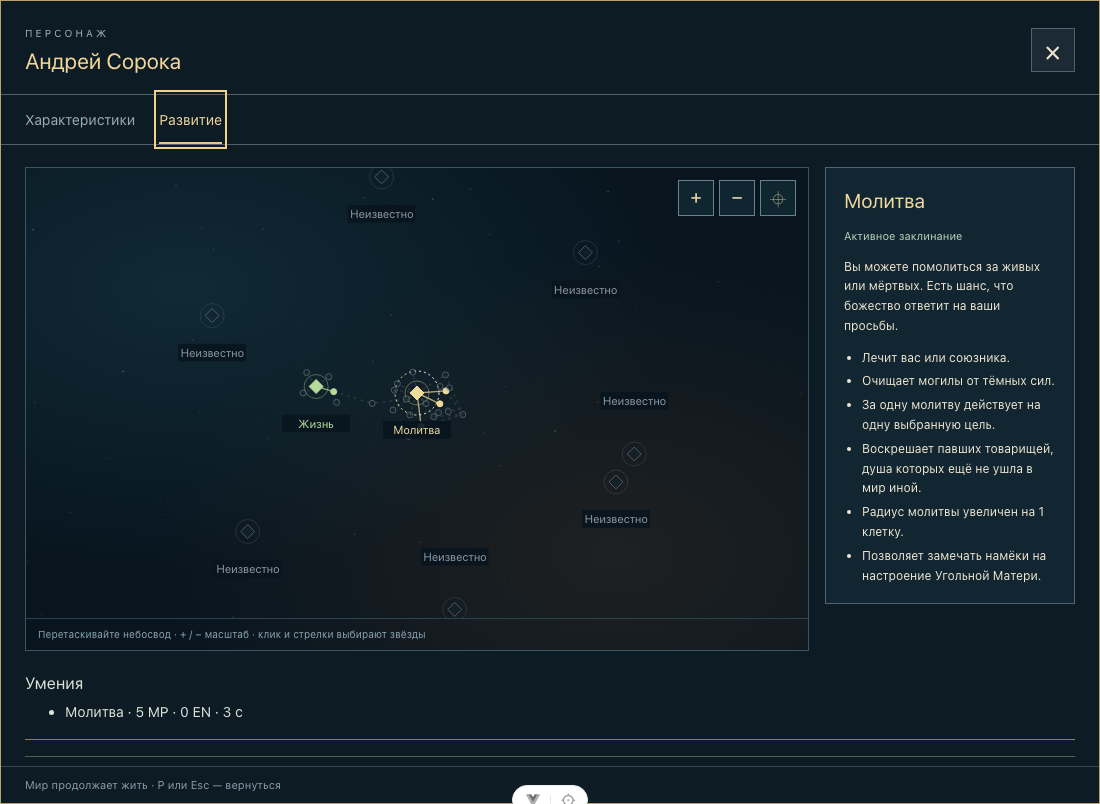 ПЕРСОНАЖ
Андрей Сорока
×
Характеристики
Развитие
+
−
Неизвестно
Неизвестно
Неизвестно
Неизвестно
Жизнь
Молитва
Неизвестно
Неизвестно
Неизвестно
Перетаскивайте небосвод · + / − масштаб · клик и стрелки выбирают звёзды
Молитва
Активное заклинание
Вы можете помолиться за живых
или мёртвых. Есть шанс, что
божество ответит на ваши
просьбы.
• Лечит вас или союзника.
• Очищает могилы от тёмных сил.
• За одну молитву действует на
одну выбранную цель.
• Воскрешает павших товарищей,
душа которых ещё не ушла в
мир иной.
• Радиус молитвы увеличен на 1
клетку.
• Позволяет замечать намёки на
настроение Угольной Матери.
Умения
• Молитва · 5 MP · 0 EN · 3 с
Мир продолжает жить · P или Esc — вернуться